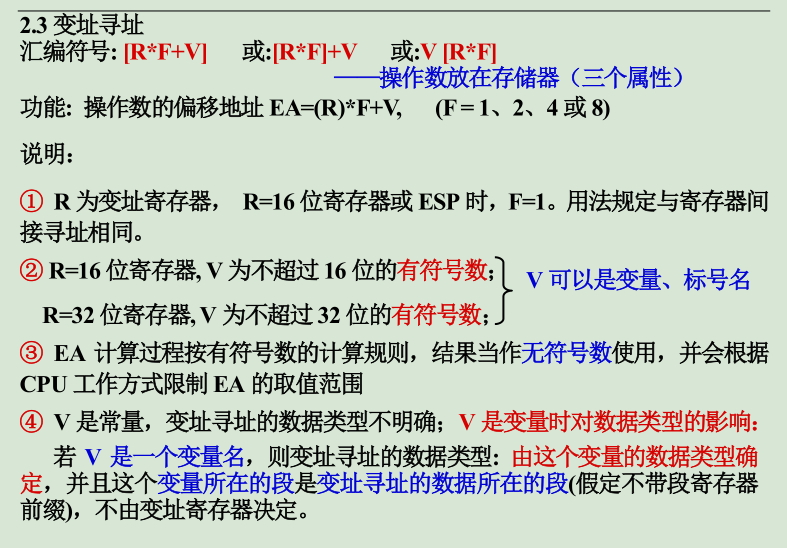 2.3 变址寻址
汇编符号: [R*F+V] 或:[R*F]+V 或:V [R*F]
——操作数放在存储器（三个属性）
功能: 操作数的偏移地址 EA=(R)*F+V, (F = 1、2、4 或 8)
说明:
① R 为变址寄存器， R=16 位寄存器或 ESP 时，F=1。用法规定与寄存器间
接寻址相同。
② R=16 位寄存器, V 为不超过 16 位的有符号数;
V 可以是变量、标号名
R=32 位寄存器, V 为不超过 32 位的有符号数;
③ EA 计算过程按有符号数的计算规则，结果当作无符号数使用，并会根据
CPU 工作方式限制 EA 的取值范围
④ V 是常量，变址寻址的数据类型不明确；V 是变量时对数据类型的影响:
若 V 是一个变量名，则变址寻址的数据类型: 由这个变量的数据类型确
定，并且这个变量所在的段是变址寻址的数据所在的段(假定不带段寄存器
前缀)，不由变址寄存器决定。